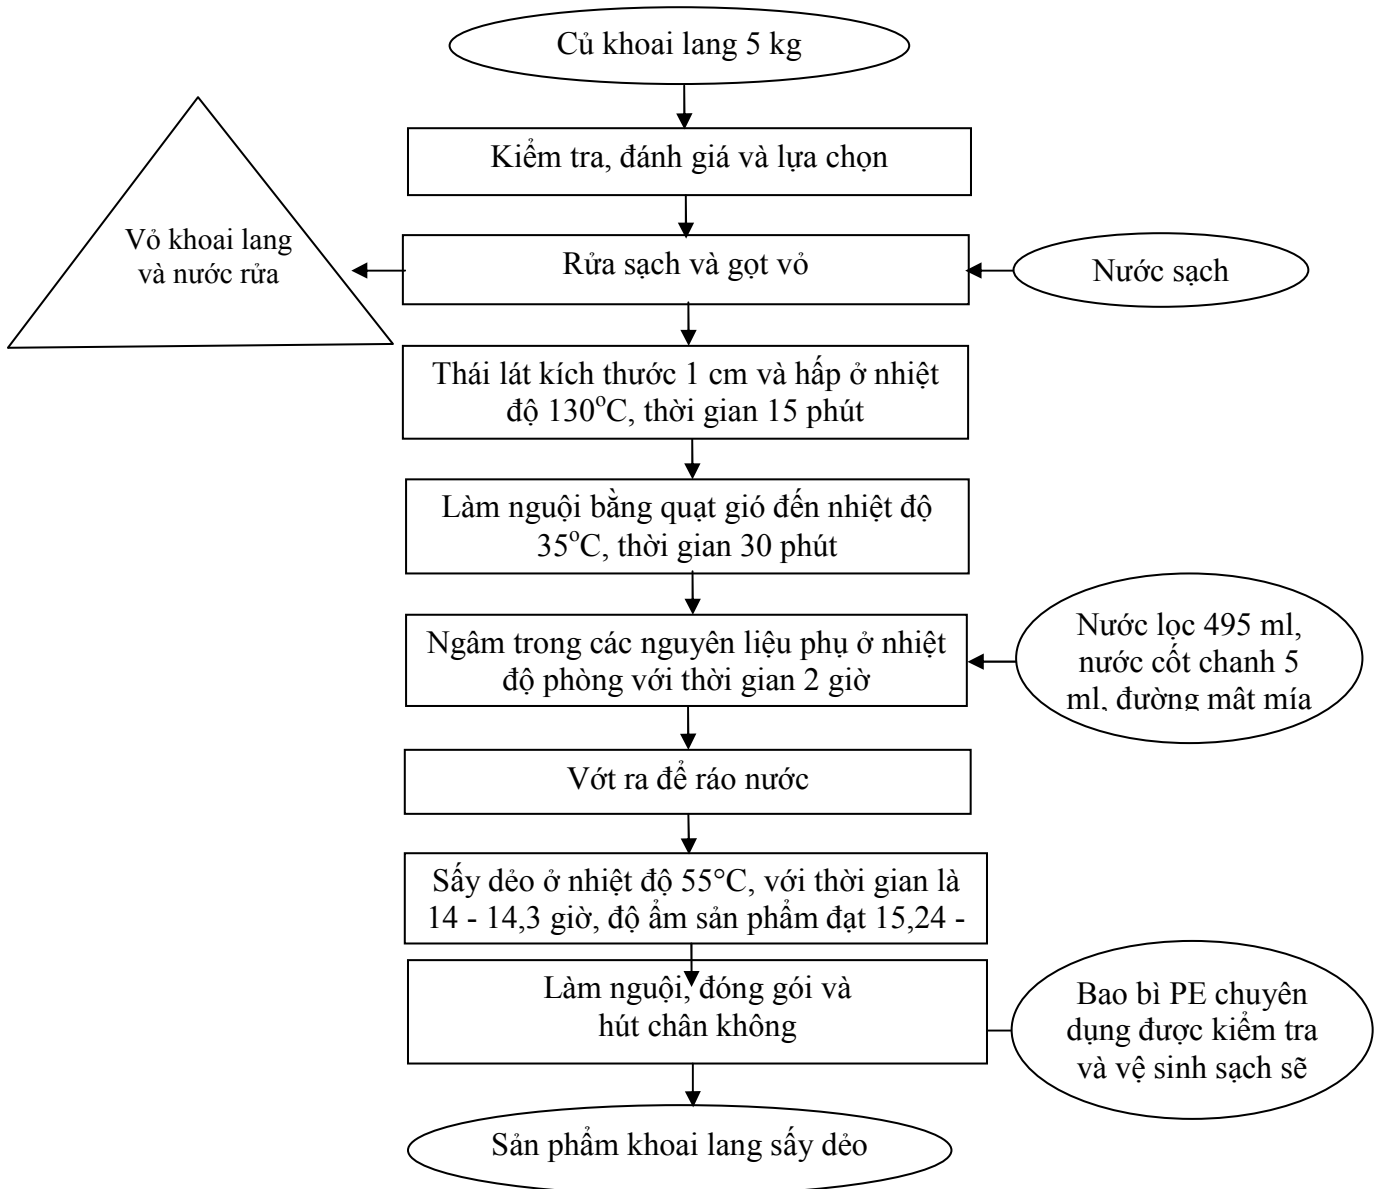 Củ khoai lang 5 kg
Kiểm tra, đánh giá và lựa chọn
Vỏ khoai lang
và nước rửa
Rửa sạch và gọt vỏ
Nước sạch
Thái lát kích thước 1 cm và hấp ở nhiệt
độ 130°C, thời gian 15 phút
Làm nguội bằng quạt gió đến nhiệt độ
35°C, thời gian 30 phút
Ngâm trong các nguyên liệu phụ ở nhiệt
độ phòng với thời gian 2 giờ
Nước lọc 495 ml,
nước cốt chanh 5
ml, đường mật mía
Vớt ra để ráo nước
Sấy dẻo ở nhiệt độ 55°C, với thời gian là
14 - 14,3 giờ, độ ẩm sản phẩm đạt 15,24 -
Làm nguội, đóng gói và
hút chân không
Bao bì PE chuyên
dụng được kiểm tra
và vệ sinh sạch sẽ
Sản phẩm khoai lang sấy dẻo